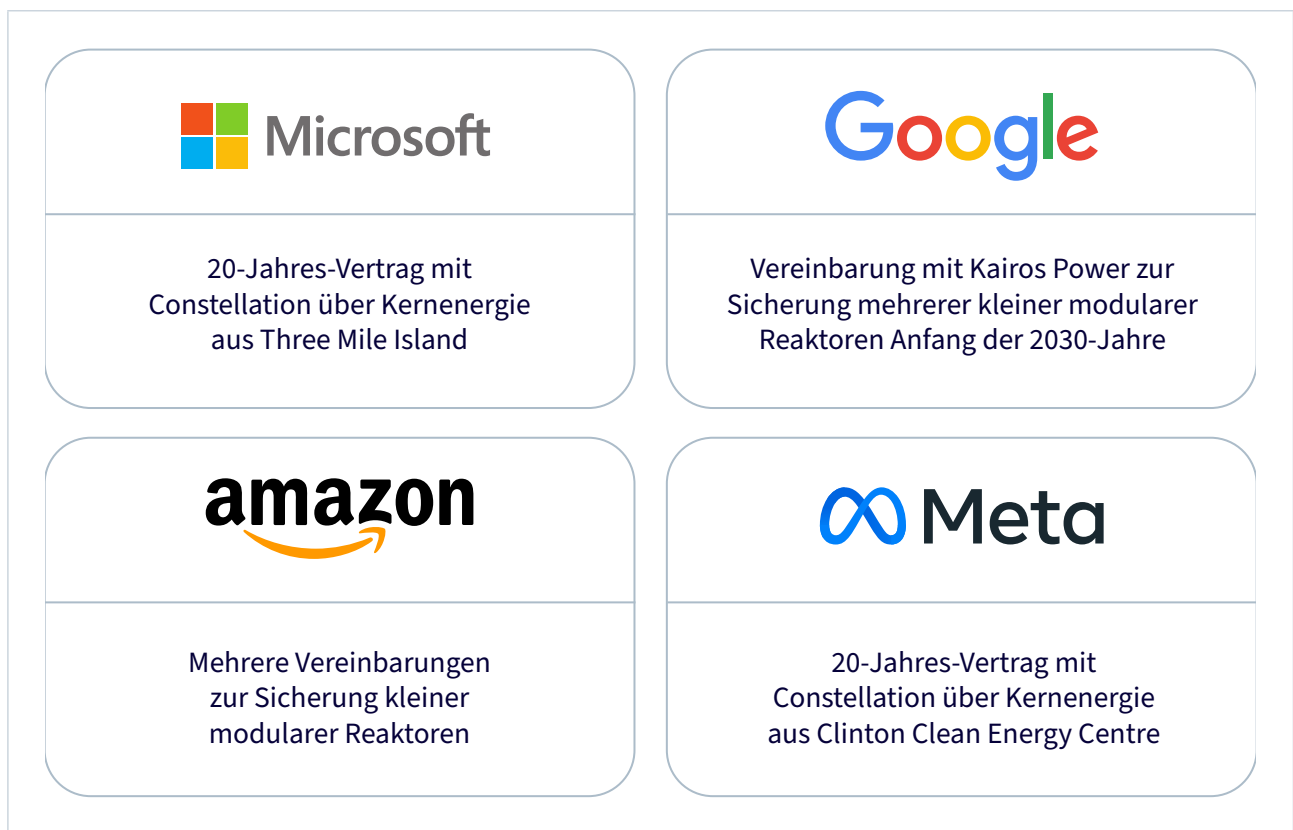 Microsoft
20-Jahres-Vertrag mit
Constellation über Kernenergie
aus Three Mile Island
Google
Vereinbarung mit Kairos Power zur
Sicherung mehrerer kleiner modularer
Reaktoren Anfang der 2030-Jahre
amazon
Mehrere Vereinbarungen
zur Sicherung kleiner
modularer Reaktoren
Meta
20-Jahres-Vertrag mit
Constellation über Kernenergie
aus Clinton Clean Energy Centre